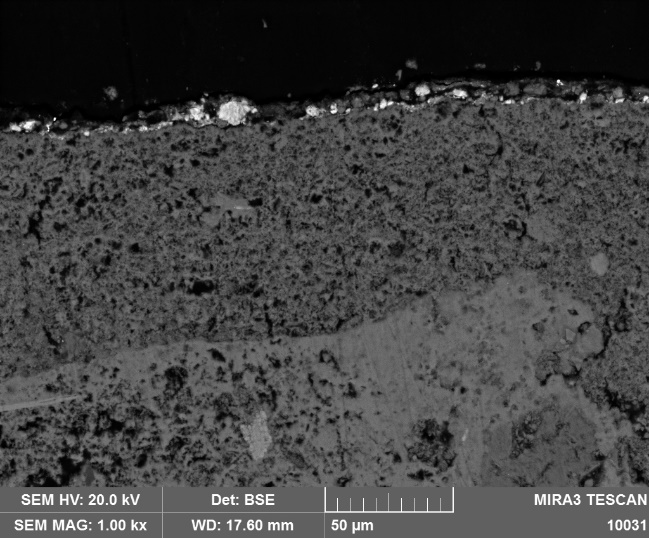 SEM HV: 20.0 kV Det: BSE MIRA3 TESCAN
SEM MAG: 1.00 kx WD: 17.60 mm 50 µm 10031